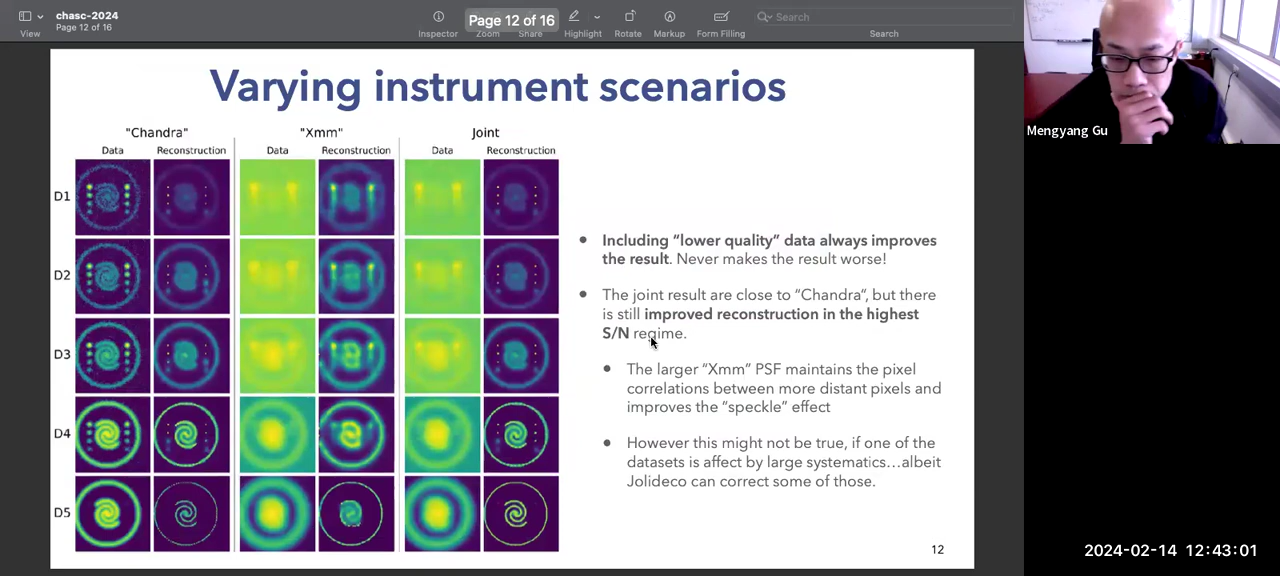 chasc-2024
Page 12 of 16
View
Inspector
Zoom
Share
Highlight
Rotate
Markup
Form Filling
Search
Search
Page 12 of 16
Mengyang Gu
Varying instrument scenarios
"Chandra" "Xmm" Joint
Data Reconstruction Data Reconstruction Data Reconstruction
D1
D2
D3
D4
D5
• Including “lower quality” data always improves
the result. Never makes the result worse!
• The joint result are close to “Chandra”, but there
is still improved reconstruction in the highest
S/N regime.
• The larger “Xmm” PSF maintains the pixel
correlations between more distant pixels and
improves the “speckle” effect
• However this might not be true, if one of the
datasets is affect by large systematics…albeit
Jolideco can correct some of those.
12
2024-02-14 12:43:01